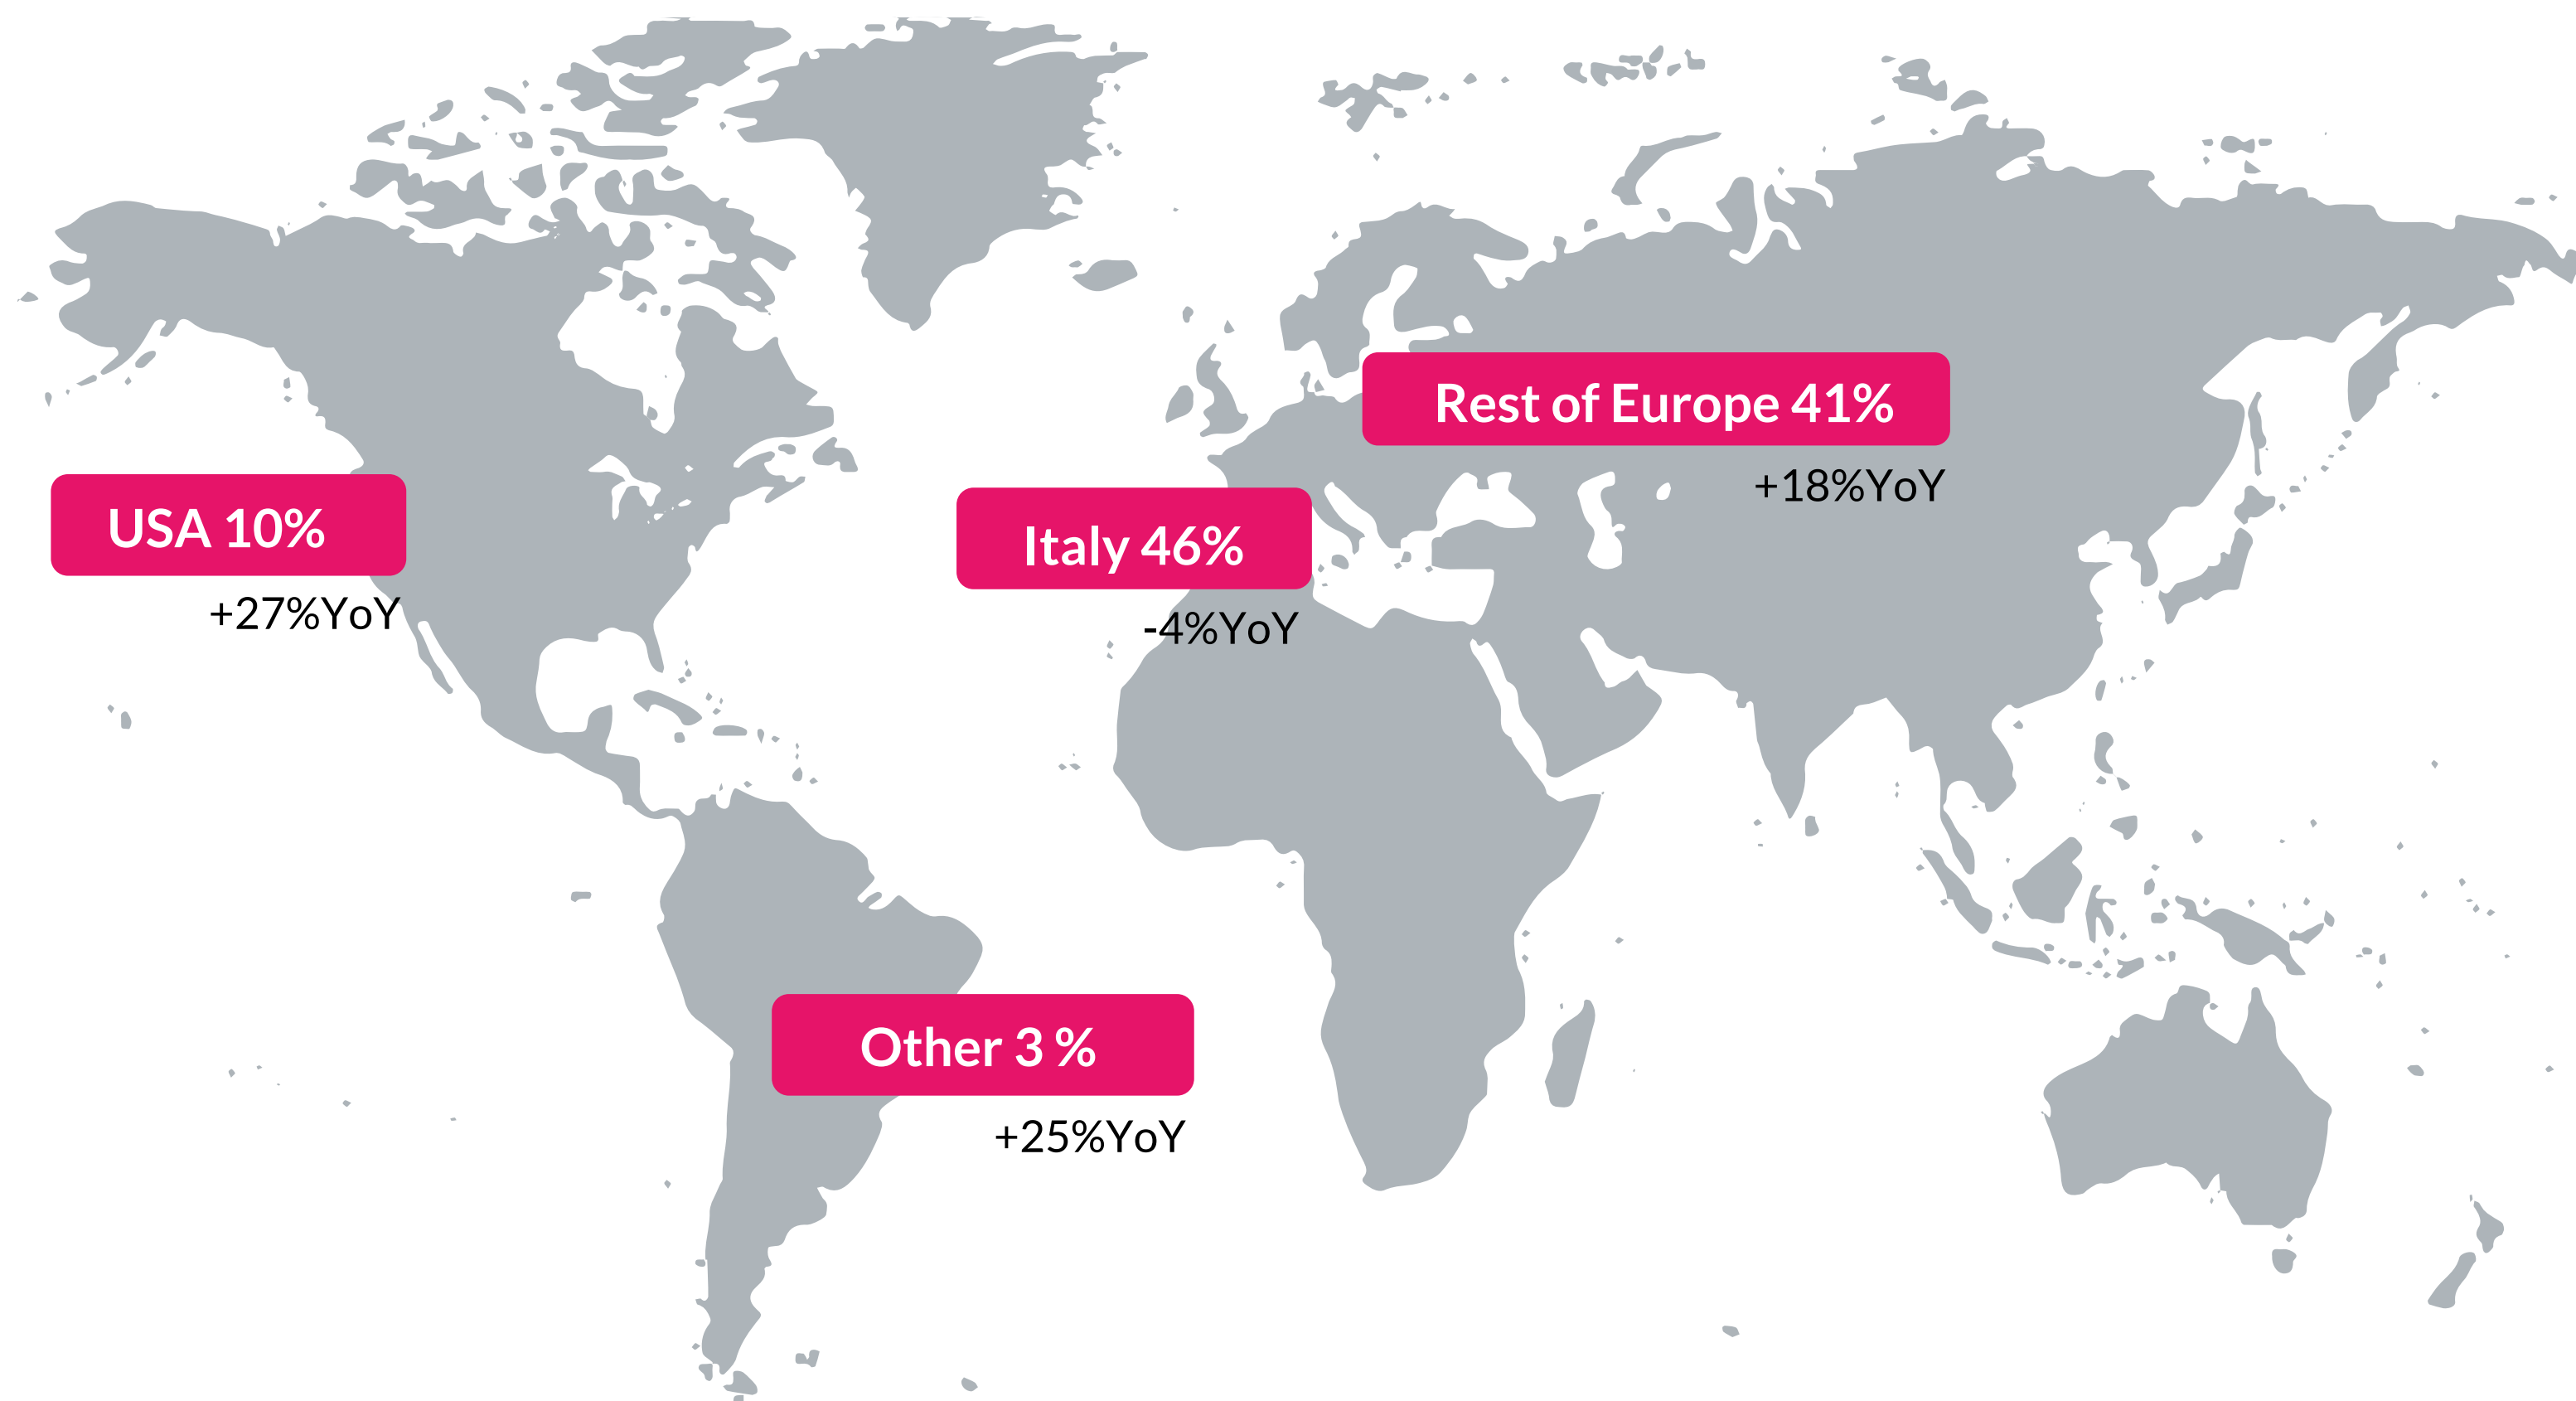 Rest of Europe 41%
+18%YoY
USA 10%
+27%YoY
Italy 46%
-4%YoY
Other 3 %
+25%YoY